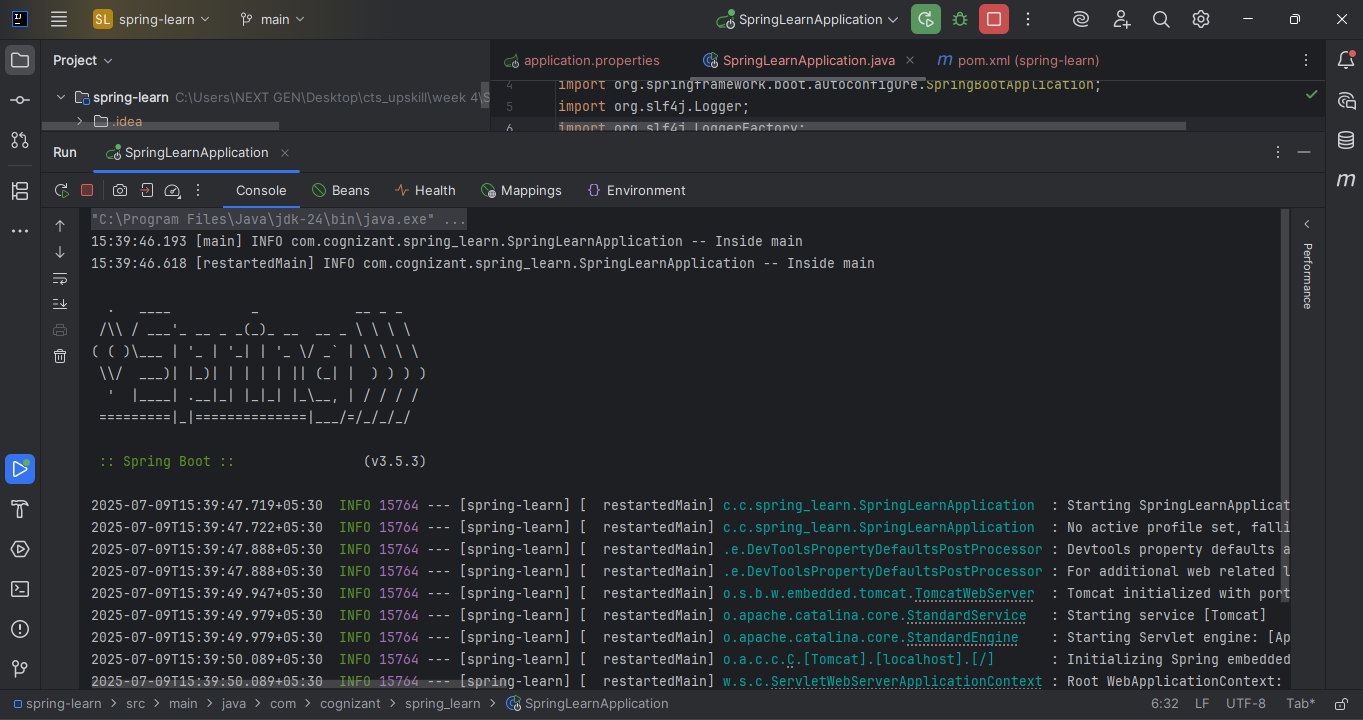 SL spring-learn main SpringLearnApplication
Project
application.properties SpringLearnApplication.java m pom.xml (spring-learn)
spring-learn C:\Users\NEXT GEN\Desktop\cts_upskill\week 4\S
.idea
4 import org.springframework.boot.autoconfigure.SpringBootApplication;
5 import org.slf4j.Logger;
6 import org.slf4j.LoggerFactory;
Run SpringLearnApplication
Console Beans Health Mappings Environment
"C:\Program Files\Java\jdk-24\bin\java.exe" ...
15:39:46.193 [main] INFO com.cognizant.spring_learn.SpringLearnApplication -- Inside main
15:39:46.618 [restartedMain] INFO com.cognizant.spring_learn.SpringLearnApplication -- Inside main
  .   ____          _            __ _ _
 /\\ / ___'_ __ _ _(_)_ __  __ _ \ \ \ \
( ( )\___ | '_ | '_| | '_ \/ _` | \ \ \ \
 \\/  ___)| |_)| | | | | || (_| |  ) ) ) )
  '  |____| .__|_| |_|_| |_\__, | / / / /
 =========|_|==============|___/=/_/_/_/
:: Spring Boot :: (v3.5.3)
2025-07-09T15:39:47.719+05:30 INFO 15764 --- [spring-learn] [ restartedMain] c.c.spring_learn.SpringLearnApplication : Starting SpringLearnApplicat
2025-07-09T15:39:47.722+05:30 INFO 15764 --- [spring-learn] [ restartedMain] c.c.spring_learn.SpringLearnApplication : No active profile set, falli
2025-07-09T15:39:47.888+05:30 INFO 15764 --- [spring-learn] [ restartedMain] .e.DevToolsPropertyDefaultsPostProcessor : Devtools property defaults a
2025-07-09T15:39:47.888+05:30 INFO 15764 --- [spring-learn] [ restartedMain] .e.DevToolsPropertyDefaultsPostProcessor : For additional web related l
2025-07-09T15:39:49.947+05:30 INFO 15764 --- [spring-learn] [ restartedMain] o.s.b.w.embedded.tomcat.TomcatWebServer : Tomcat initialized with port
2025-07-09T15:39:49.979+05:30 INFO 15764 --- [spring-learn] [ restartedMain] o.apache.catalina.core.StandardService : Starting service [Tomcat]
2025-07-09T15:39:49.979+05:30 INFO 15764 --- [spring-learn] [ restartedMain] o.apache.catalina.core.StandardEngine : Starting Servlet engine: [Ap
2025-07-09T15:39:50.089+05:30 INFO 15764 --- [spring-learn] [ restartedMain] o.a.c.c.C.[Tomcat].[localhost].[/] : Initializing Spring embedded
2025-07-09T15:39:50.089+05:30 INFO 15764 --- [spring-learn] [ restartedMain] w.s.c.ServletWebServerApplicationContext : Root WebApplicationContext:
Performance
spring-learn > src > main > java > com > cognizant > spring_learn > SpringLearnApplication 6:32 LF UTF-8 Tab*